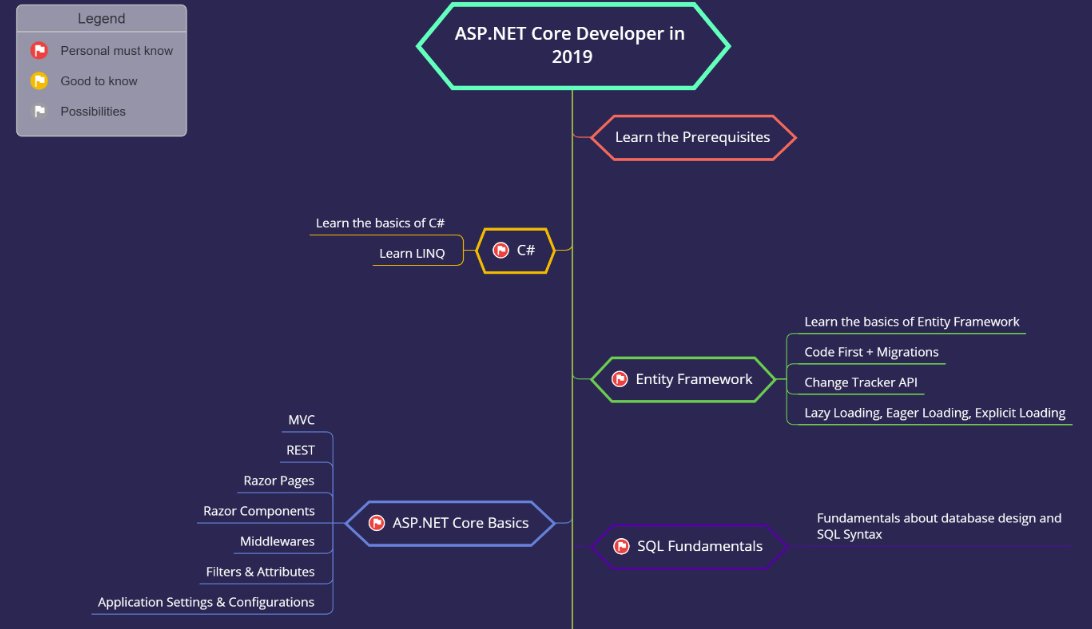 Legend
Personal must know
Good to know
Possibilities
ASP.NET Core Developer in
2019
Learn the Prerequisites
Learn the basics of C#
Learn LINQ
C#
Entity Framework
Learn the basics of Entity Framework
Code First + Migrations
Change Tracker API
Lazy Loading, Eager Loading, Explicit Loading
MVC
REST
Razor Pages
Razor Components
Middlewares
Filters & Attributes
Application Settings & Configurations
ASP.NET Core Basics
SQL Fundamentals
Fundamentals about database design and
SQL Syntax